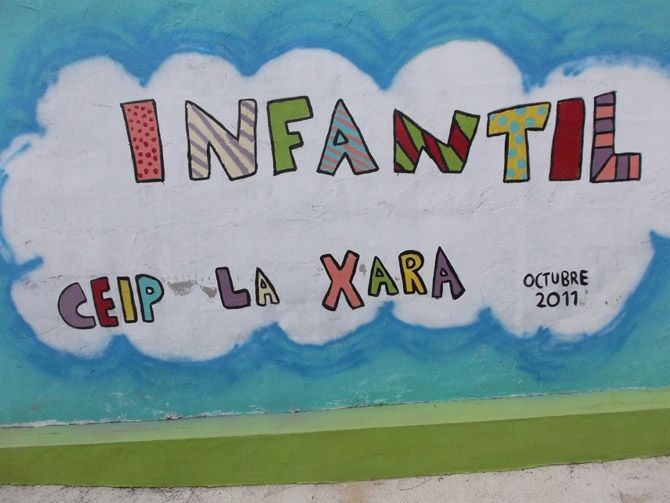 INFANTIL
CEIP LA XARA
OCTUBRE
2011